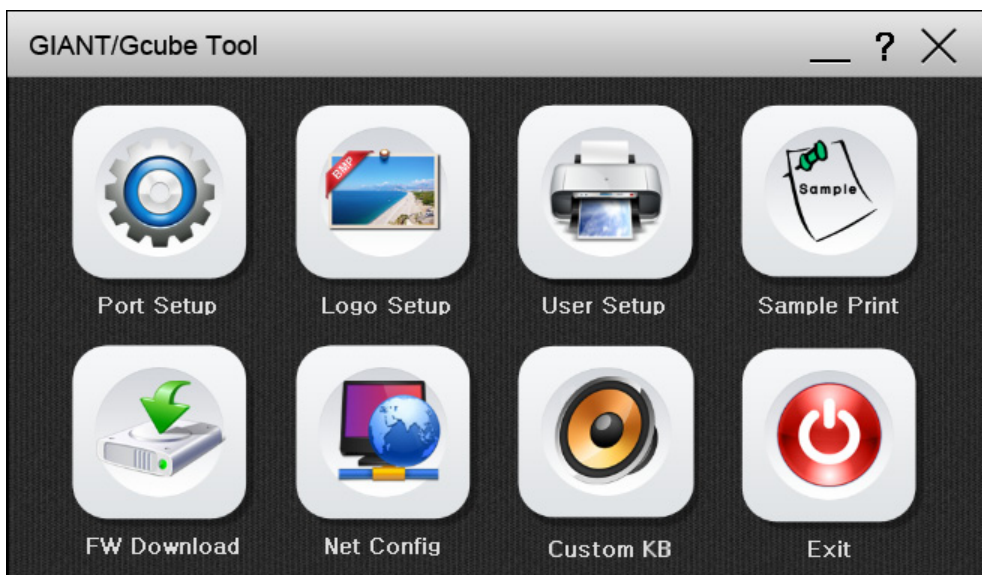 GIANT/Gcube Tool
?
BMP
Sample
Port Setup
Logo Setup
User Setup
Sample Print
FW Download
Net Config
Custom KB
Exit